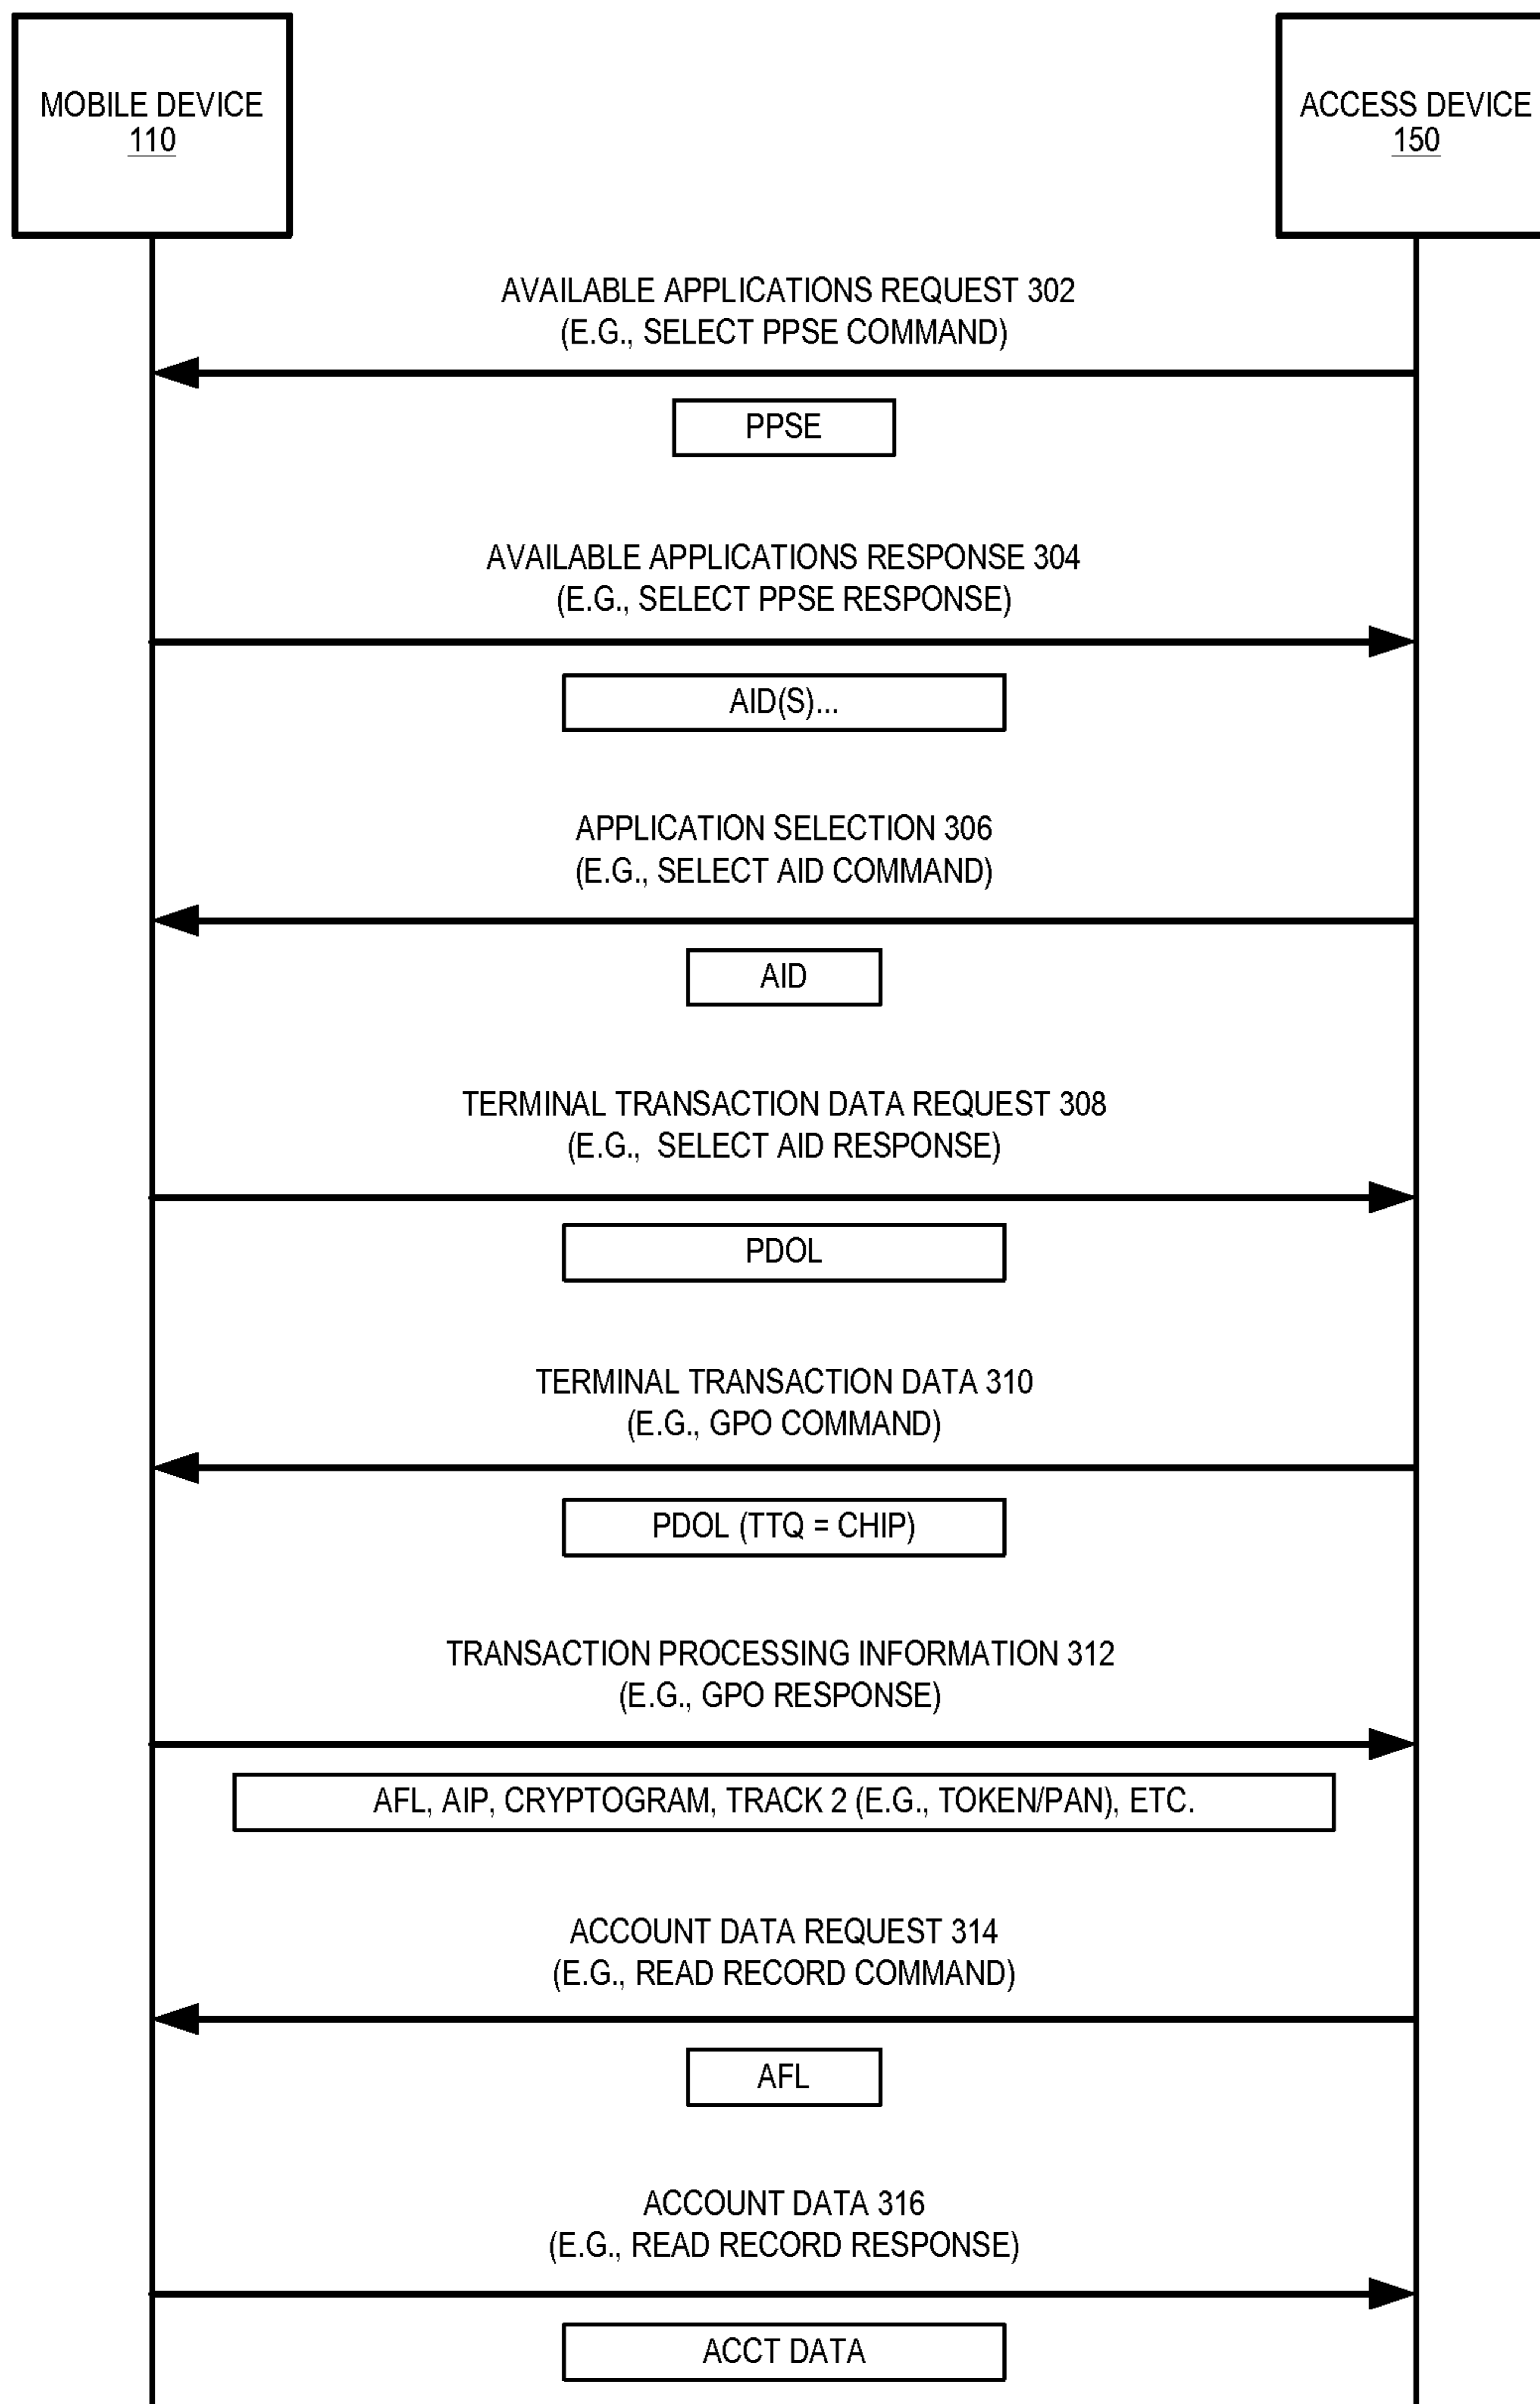 MOBILE DEVICE
110
ACCESS DEVICE
150
AVAILABLE APPLICATIONS REQUEST 302
(E.G., SELECT PPSE COMMAND)
PPSE
AVAILABLE APPLICATIONS RESPONSE 304
(E.G., SELECT PPSE RESPONSE)
AID(S)...
APPLICATION SELECTION 306
(E.G., SELECT AID COMMAND)
AID
TERMINAL TRANSACTION DATA REQUEST 308
(E.G., SELECT AID RESPONSE)
PDOL
TERMINAL TRANSACTION DATA 310
(E.G., GPO COMMAND)
PDOL (TTQ = CHIP)
TRANSACTION PROCESSING INFORMATION 312
(E.G., GPO RESPONSE)
AFL, AIP, CRYPTOGRAM, TRACK 2 (E.G., TOKEN/PAN), ETC.
ACCOUNT DATA REQUEST 314
(E.G., READ RECORD COMMAND)
AFL
ACCOUNT DATA 316
(E.G., READ RECORD RESPONSE)
ACCT DATA